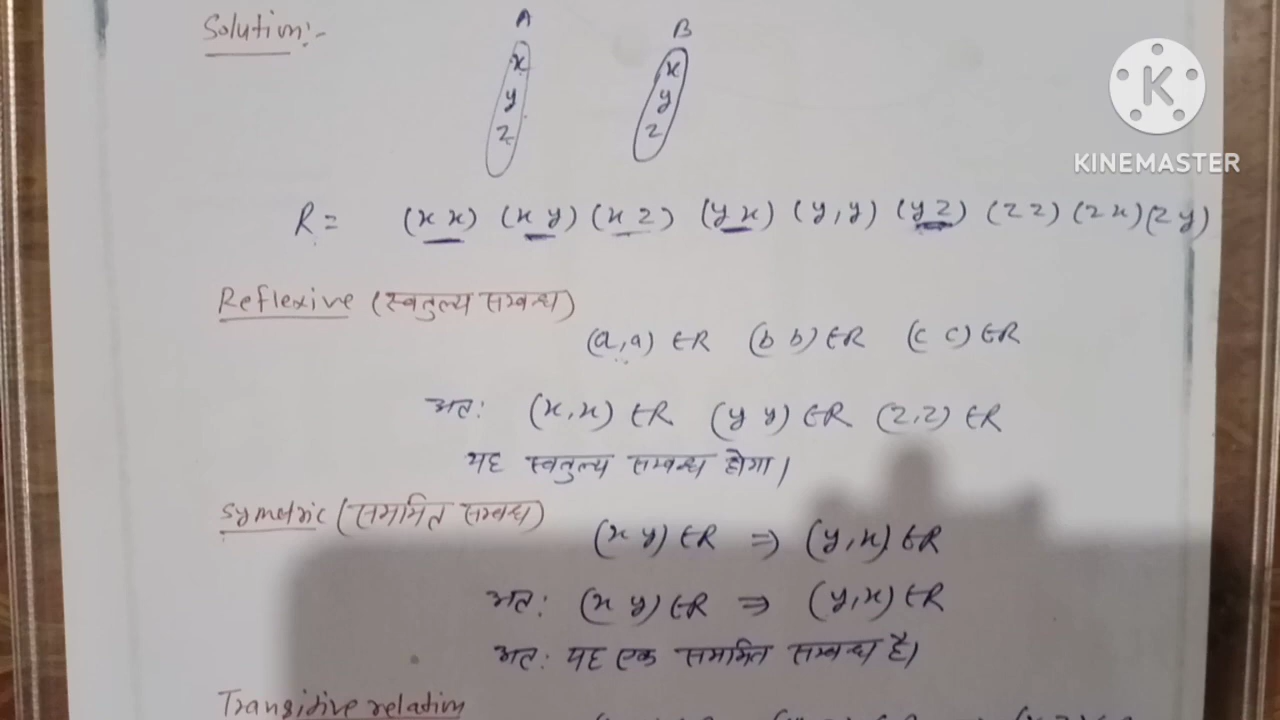 Solution:-
A B
x x
y y
z z
R = (x x) (x y) (x z) (y x) (y, y) (y z) (z z) (z x) (z y)
Reflexive (स्वतुल्य सम्बन्ध)
(a, a) ∈R (b b) ∈R (c c) ∈R
अतः (x, x) ∈R (y y) ∈R (z, z) ∈R
यह स्वतुल्य सम्बन्ध होगा।
Symetric (सममित सम्बन्ध)
(x y) ∈R ⇒ (y, x) ∈R
अतः (x y) ∈R ⇒ (y, x) ∈R
अतः यह एक सममित सम्बन्ध है।
Transitive relation
K
KINEMASTER